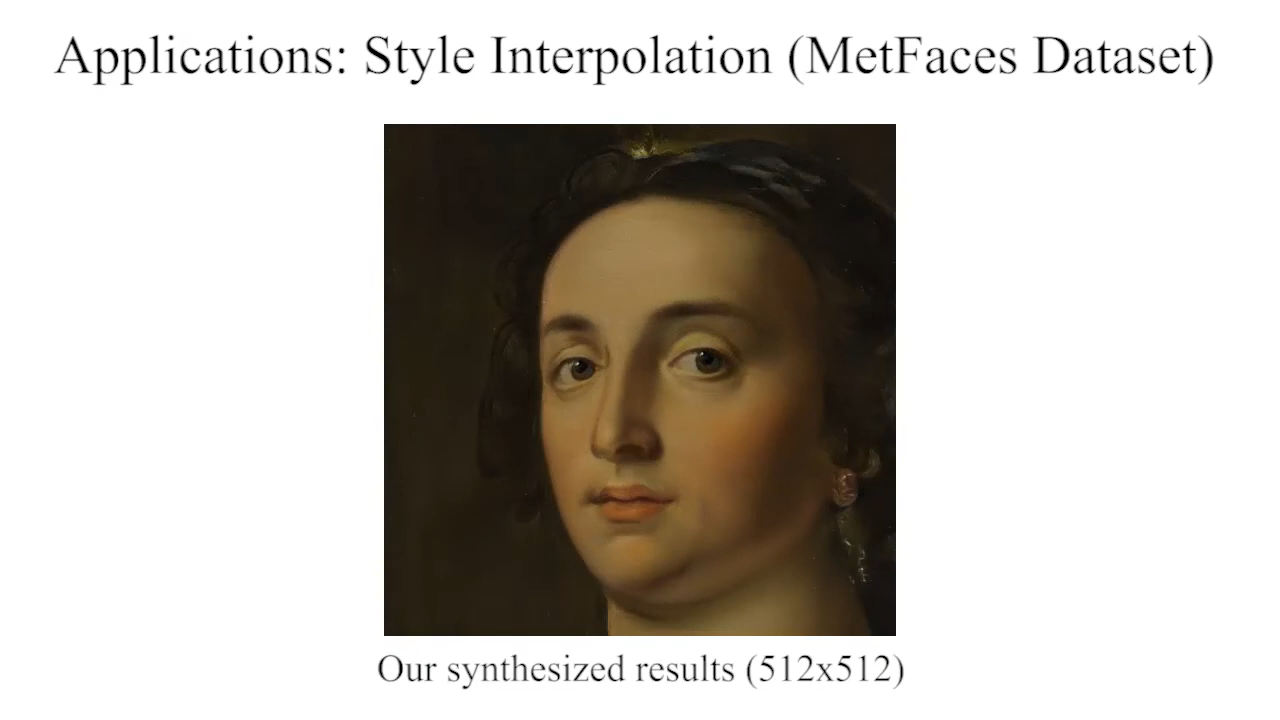 Applications: Style Interpolation (MetFaces Dataset)
Our synthesized results (512x512)